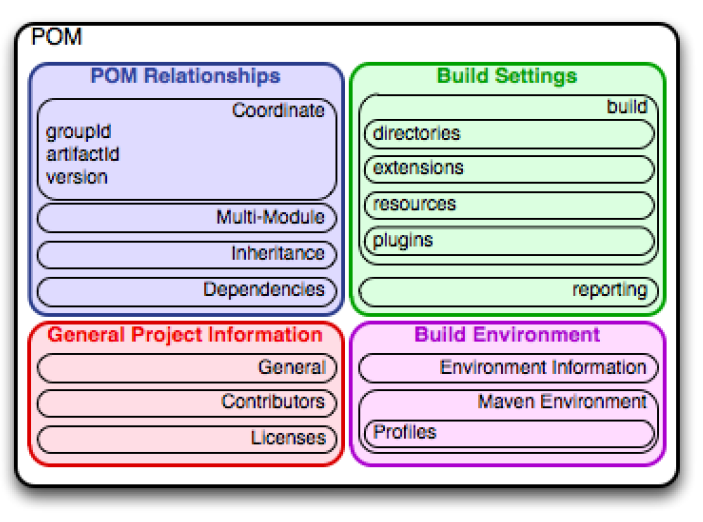 POM
POM Relationships
Coordinate
groupId
artifactId
version
Multi-Module
Inheritance
Dependencies
Build Settings
build
directories
extensions
resources
plugins
reporting
General Project Information
General
Contributors
Licenses
Build Environment
Environment Information
Maven Environment
Profiles